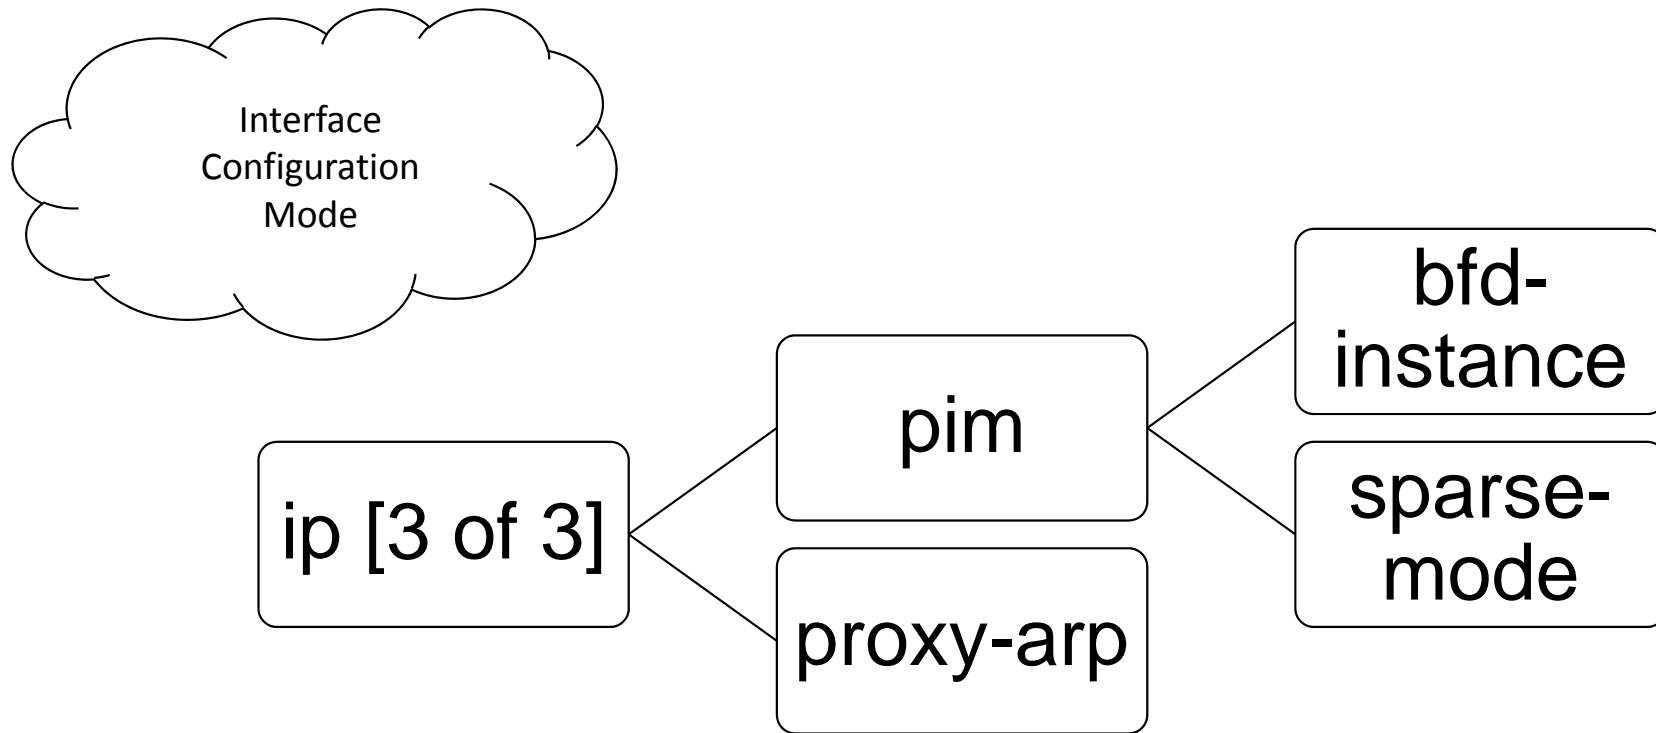 Interface
Configuration
Mode
ip [3 of 3]
pim
proxy-arp
bfd-
instance
sparse-
mode